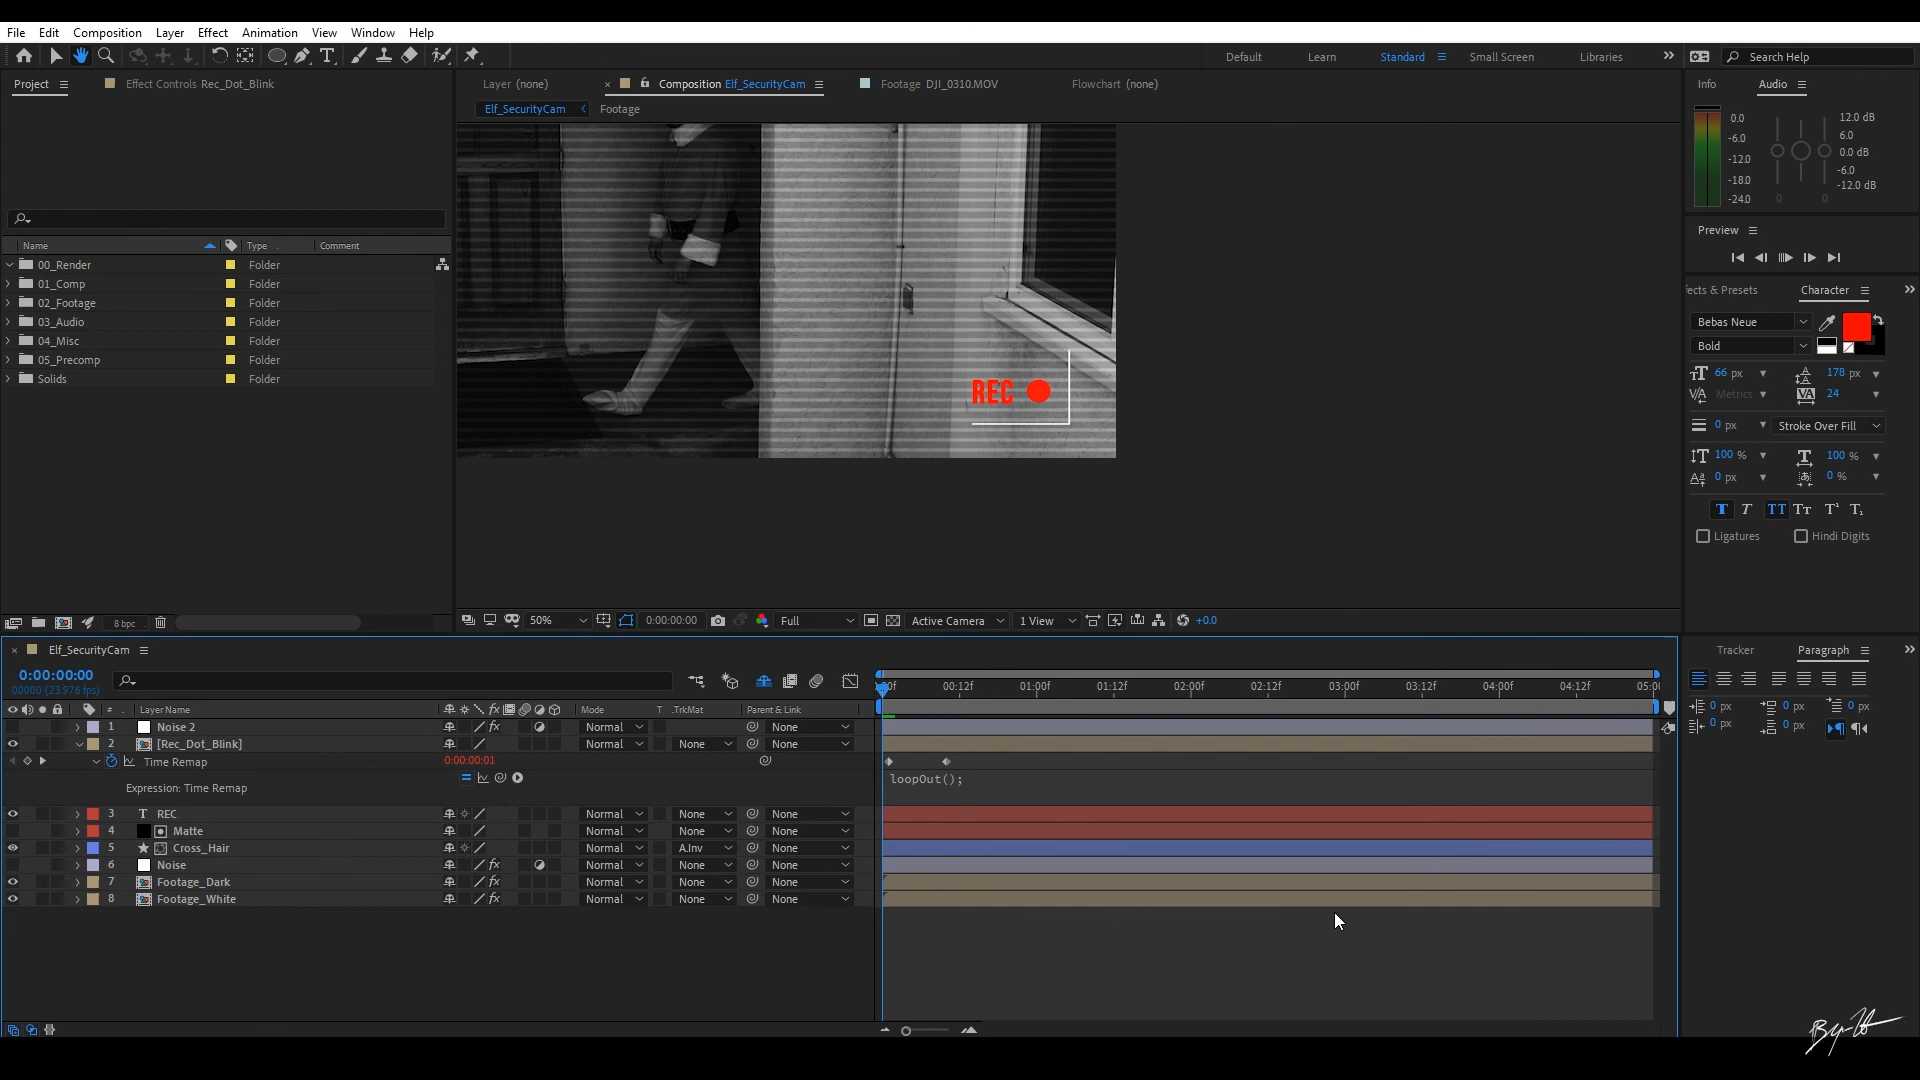 File Edit Composition Layer Effect Animation View Window Help
Default Learn Standard Small Screen Libraries Search Help
Project Effect Controls Rec_Dot_Blink
Layer (none) Composition Elf_SecurityCam Footage DJI_0310.MOV Flowchart (none)
Elf_SecurityCam Footage
Info Audio
0.0
-6.0
-12.0
-18.0
-24.0
12.0 dB
6.0
0.0 dB
-6.0
-12.0 dB
0 0
Preview
Character
Bebas Neue
Bold
66 px 178 px
Metrics 24
0 px Stroke Over Fill
100 % 100 %
0 px 0 %
T T TT Tt T¹ T₁
Ligatures Hindi Digits
Name Type Comment
00_Render Folder
01_Comp Folder
02_Footage Folder
03_Audio Folder
04_Misc Folder
05_Precomp Folder
Solids Folder
8 bpc
REC
50% 0:00:00:00 Full Active Camera 1 View +0.0
Elf_SecurityCam
0:00:00:00
00000 (23.976 fps)
00:12f 01:00f 01:12f 02:00f 02:12f 03:00f 03:12f 04:00f 04:12f
# Layer Name Mode T .TrkMat Parent & Link
1 Noise 2 Normal None
2 [Rec_Dot_Blink] Normal None None
Time Remap 0:00:00:01
Expression: Time Remap loopOut();
3 REC Normal None None
4 Matte Normal None None
5 Cross_Hair Normal A.Inv None
6 Noise Normal None None
7 Footage_Dark Normal None None
8 Footage_White Normal None None
Tracker Paragraph
0 px 0 px 0 px
0 px 0 px